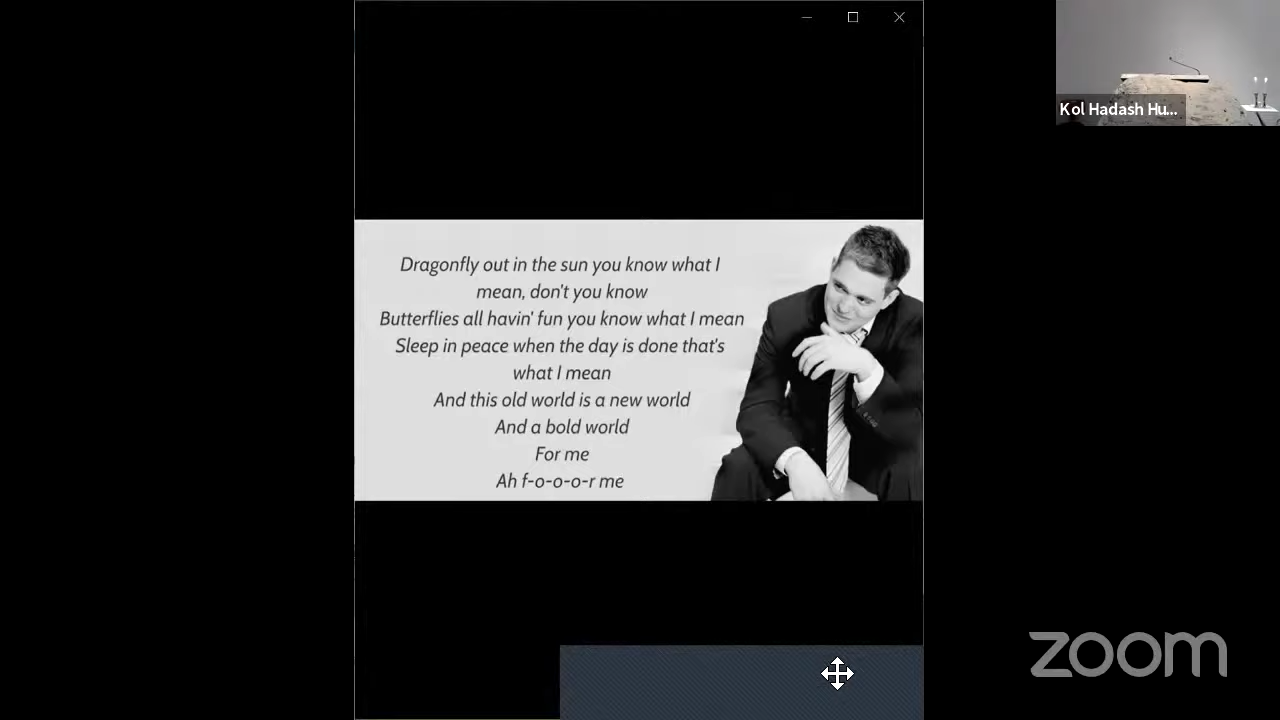 Kol Hadash Hu...
Dragonfly out in the sun you know what I
mean, don't you know
Butterflies all havin' fun you know what I mean
Sleep in peace when the day is done that's
what I mean
And this old world is a new world
And a bold world
For me
Ah f-o-o-o-r me
zoom